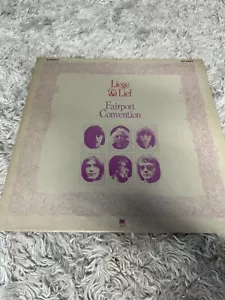 Liege
& Lief
Fairport
Convention